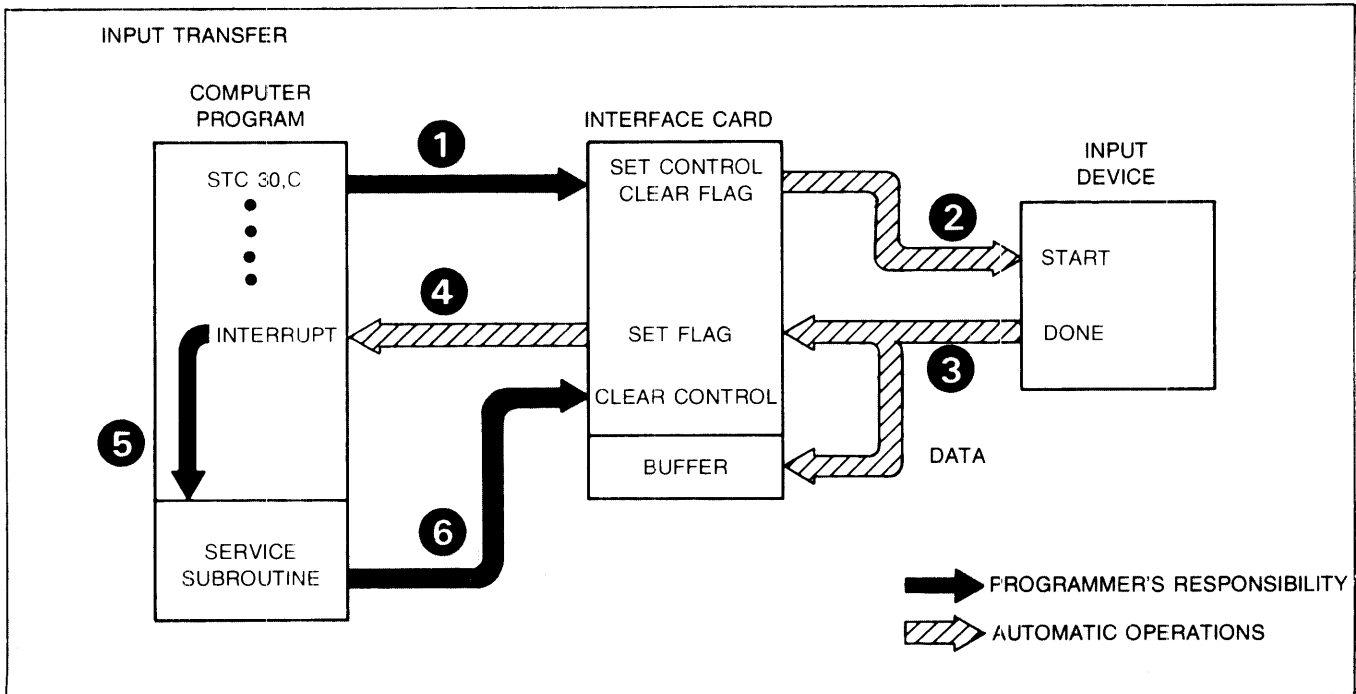 INPUT TRANSFER
COMPUTER
PROGRAM
INTERFACE CARD
INPUT
DEVICE
1
STC 30,C
SET CONTROL
CLEAR FLAG
2
START
4
INTERRUPT
SET FLAG
DONE
3
CLEAR CONTROL
5
BUFFER
DATA
6
SERVICE
SUBROUTINE
PROGRAMMER'S RESPONSIBILITY
AUTOMATIC OPERATIONS